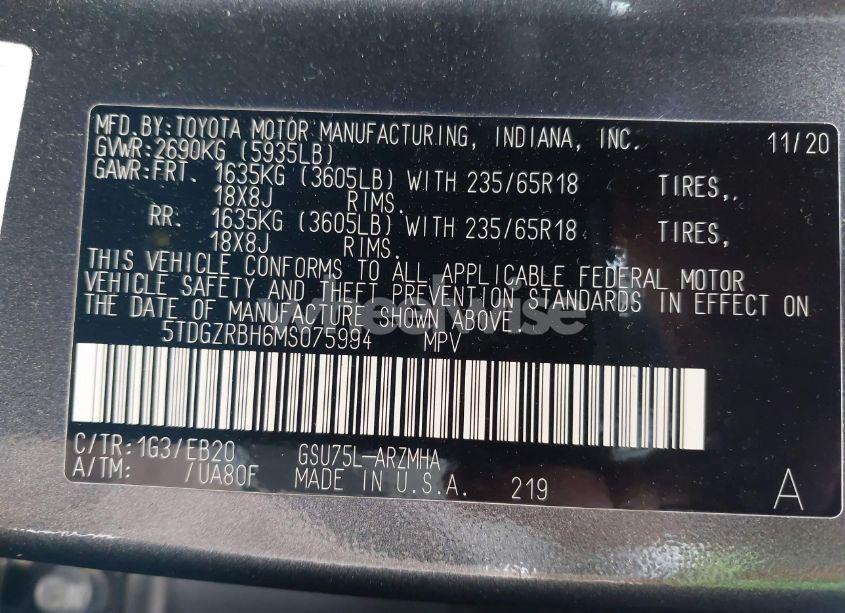 MFD.BY:TOYOTA MOTOR MANUFACTURING, INDIANA, INC. 11/20
GVWR:2690KG (5935LB)
GAWR:FRT. 1635KG (3605LB) WITH 235/65R18 TIRES,.
18X8J RIMS.
RR. 1635KG (3605LB) WITH 235/65R18 TIRES,
18X8J RIMS.
THIS VEHICLE CONFORMS TO ALL APPLICABLE FEDERAL MOTOR
VEHICLE SAFETY AND THEFT PREVENTION STANDARDS IN EFFECT ON
THE DATE OF MANUFACTURE SHOWN ABOVE.
wheelwise
5TDGZRBH6MS075994 MPV
C/TR:1G3/EB20 GSU75L-ARZMHA
A/TM: /UA80F MADE IN U.S.A. 219 A